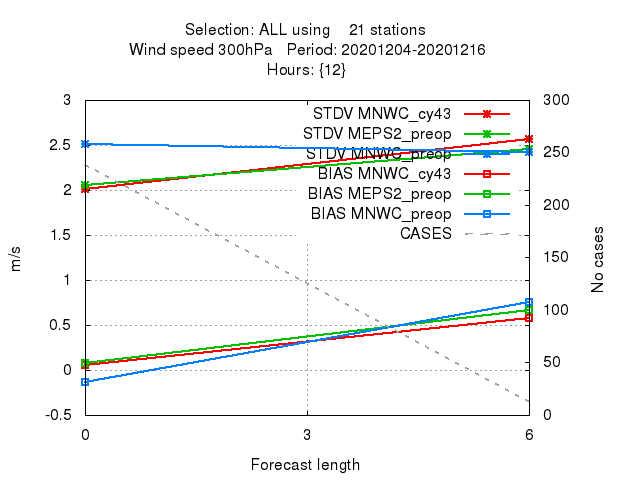 Selection: ALL using 21 stations
Wind speed 300hPa Period: 20201204-20201216
Hours: {12}
3 300
STDV MNWC_cy43
STDV MEPS2_preop
2.5 250
STDV MNWC_preop
BIAS MNWC_cy43
2 200
BIAS MEPS2_preop
BIAS MNWC_preop
CASES
1.5 150
m/s
No cases
1 100
0.5 50
0
-0.5 0
0 3 6
Forecast length